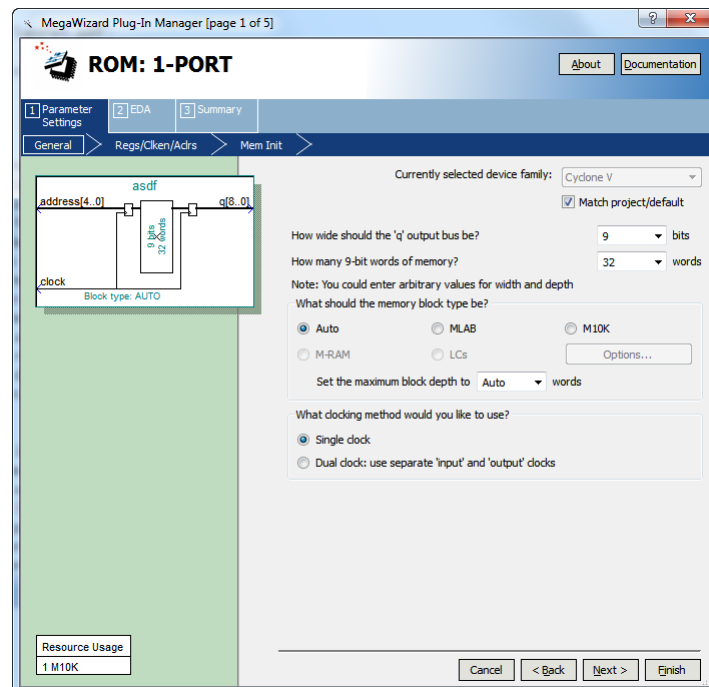 MegaWizard Plug-In Manager [page 1 of 5]
ROM: 1-PORT
About
Documentation
1 Parameter Settings
2 EDA
3 Summary
General
Regs/Clken/Aclrs
Mem Init
asdf
address[4..0]
q[8..0]
9 bits
32 words
clock
Block type: AUTO
Currently selected device family:
Cyclone V
Match project/default
How wide should the 'q' output bus be?
9
bits
How many 9-bit words of memory?
32
words
Note: You could enter arbitrary values for width and depth
What should the memory block type be?
Auto
MLAB
M10K
M-RAM
LCs
Options...
Set the maximum block depth to
Auto
words
What clocking method would you like to use?
Single clock
Dual clock: use separate 'input' and 'output' clocks
Resource Usage
1 M10K
Cancel
< Back
Next >
Finish